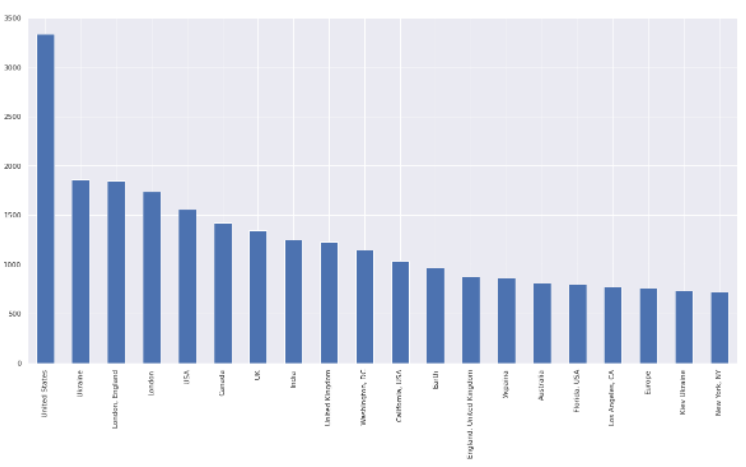 3500
3000
2500
2000
1500
1000
500
0
United States
Ukraine
London, England
London
USA
Canada
UK
India
United Kingdom
Washington, DC
California, USA
Earth
England, United Kingdom
Україна
Australia
Florida, USA
Los Angeles, CA
Europe
Kiev Ukraine
New York, NY